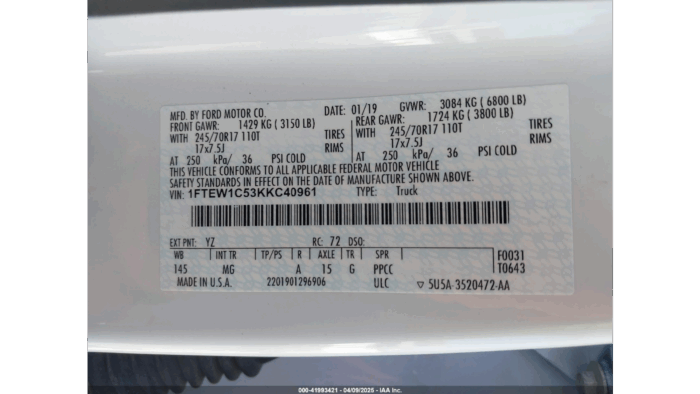 MFD. BY FORD MOTOR CO. DATE: 01/19 GVWR: 3084 KG ( 6800 LB)
FRONT GAWR: 1429 KG ( 3150 LB) REAR GAWR: 1724 KG ( 3800 LB)
WITH 245/70R17 110T TIRES WITH 245/70R17 110T TIRES
17x7.5J RIMS 17x7.5J RIMS
AT 250 kPa/ 36 PSI COLD AT 250 kPa/ 36 PSI COLD
THIS VEHICLE CONFORMS TO ALL APPLICABLE FEDERAL MOTOR VEHICLE
SAFETY STANDARDS IN EFFECT ON THE DATE OF MANUFACTURE SHOWN ABOVE.
VIN: 1FTEW1C53KKC40961 TYPE: Truck
EXT PNT: YZ RC: 72 DSO:
WB INT TR TP/PS R AXLE TR SPR F0031
145 MG A 15 G PPCC T0643
MADE IN U.S.A. 2201901296906 ULC ▽ 5U5A-3520472-AA
000-41993421 - 04/09/2025 - IAA Inc.